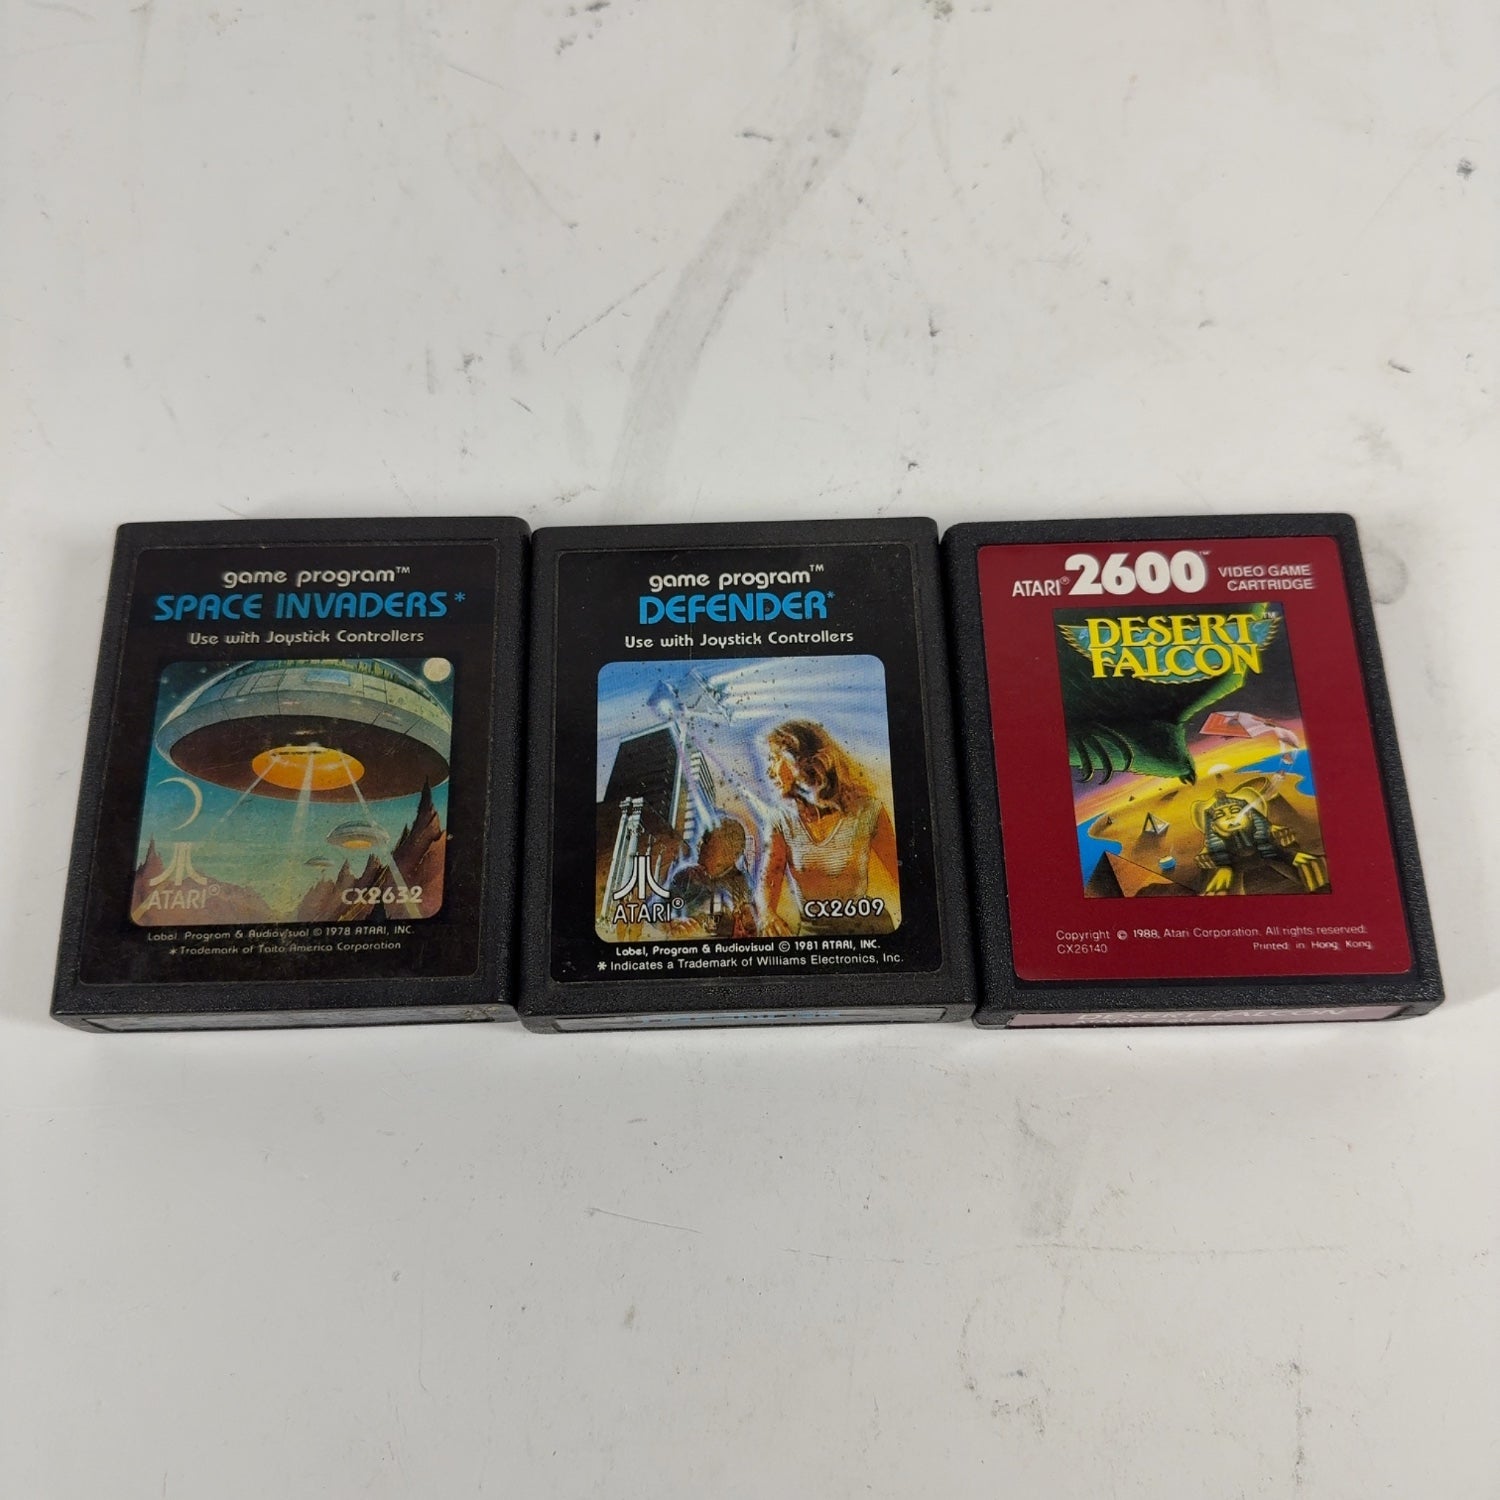 game program™
SPACE INVADERS*
Use with Joystick Controllers
ATARI®
CX2632
Label, Program & Audiovisual © 1978 ATARI, INC.
*Trademark of Taito America Corporation
game program™
DEFENDER*
Use with Joystick Controllers
ATARI®
CX2609
Label, Program & Audiovisual © 1981 ATARI, INC.
* Indicates a Trademark of Williams Electronics, Inc.
ATARI® 2600™ VIDEO GAME
CARTRIDGE
DESERT™
FALCON
Copyright © 1988, Atari Corporation. All rights reserved.
CX26140
Printed in Hong Kong
DESERT FALCON